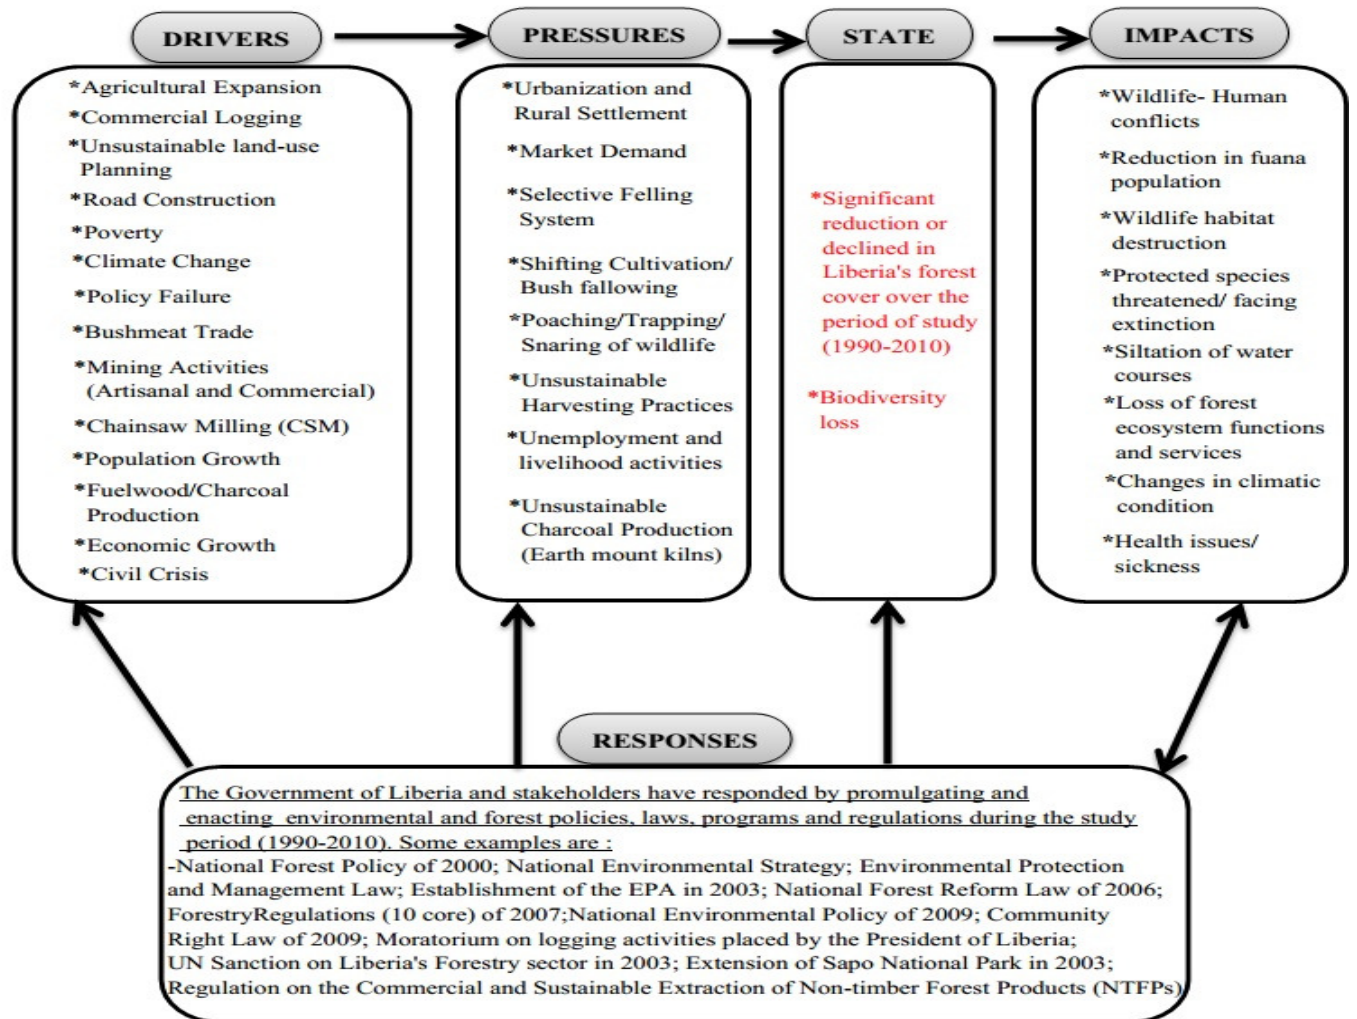 DRIVERS
*Agricultural Expansion
*Commercial Logging
*Unsustainable land-use
Planning
*Road Construction
*Poverty
*Climate Change
*Policy Failure
*Bushmeat Trade
*Mining Activities
(Artisanal and Commercial)
*Chainsaw Milling (CSM)
*Population Growth
*Fuelwood/Charcoal
Production
*Economic Growth
*Civil Crisis
PRESSURES
*Urbanization and
Rural Settlement
*Market Demand
*Selective Felling
System
*Shifting Cultivation/
Bush fallowing
*Poaching/Trapping/
Snaring of wildlife
*Unsustainable
Harvesting Practices
*Unemployment and
livelihood activities
*Unsustainable
Charcoal Production
(Earth mount kilns)
STATE
*Significant
reduction or
declined in
Liberia's forest
cover over the
period of study
(1990-2010)
*Biodiversity
loss
IMPACTS
*Wildlife- Human
conflicts
*Reduction in fuana
population
*Wildlife habitat
destruction
*Protected species
threatened/ facing
extinction
*Siltation of water
courses
*Loss of forest
ecosystem functions
and services
*Changes in climatic
condition
*Health issues/
sickness
RESPONSES
The Government of Liberia and stakeholders have responded by promulgating and
enacting environmental and forest policies, laws, programs and regulations during the study
period (1990-2010). Some examples are :
-National Forest Policy of 2000; National Environmental Strategy; Environmental Protection
and Management Law; Establishment of the EPA in 2003; National Forest Reform Law of 2006;
ForestryRegulations (10 core) of 2007;National Environmental Policy of 2009; Community
Right Law of 2009; Moratorium on logging activities placed by the President of Liberia;
UN Sanction on Liberia's Forestry sector in 2003; Extension of Sapo National Park in 2003;
Regulation on the Commercial and Sustainable Extraction of Non-timber Forest Products (NTFPs)